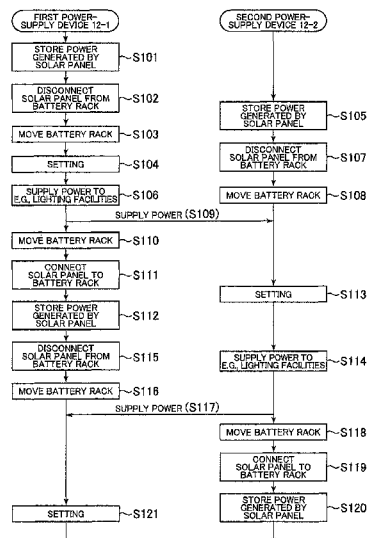 FIRST POWER-
SUPPLY DEVICE 12-1
STORE POWER
GENERATED BY
SOLAR PANEL
S101
DISCONNECT
SOLAR PANEL FROM
BATTERY RACK
S102
MOVE BATTERY RACK
S103
SETTING
S104
SUPPLY POWER TO
E.G., LIGHTING FACILITIES
S106
SUPPLY POWER (S109)
MOVE BATTERY RACK
S110
CONNECT
SOLAR PANEL TO
BATTERY RACK
S111
STORE POWER
GENERATED BY
SOLAR PANEL
S112
DISCONNECT
SOLAR PANEL FROM
BATTERY RACK
S115
MOVE BATTERY RACK
S116
SUPPLY POWER (S117)
SETTING
S121
SECOND POWER-
SUPPLY DEVICE 12-2
STORE POWER
GENERATED BY
SOLAR PANEL
S105
DISCONNECT
SOLAR PANEL FROM
BATTERY RACK
S107
MOVE BATTERY RACK
S108
SETTING
S113
SUPPLY POWER TO
E.G., LIGHTING FACILITIES
S114
MOVE BATTERY RACK
S118
CONNECT
SOLAR PANEL TO
BATTERY RACK
S119
STORE POWER
GENERATED BY
SOLAR PANEL
S120